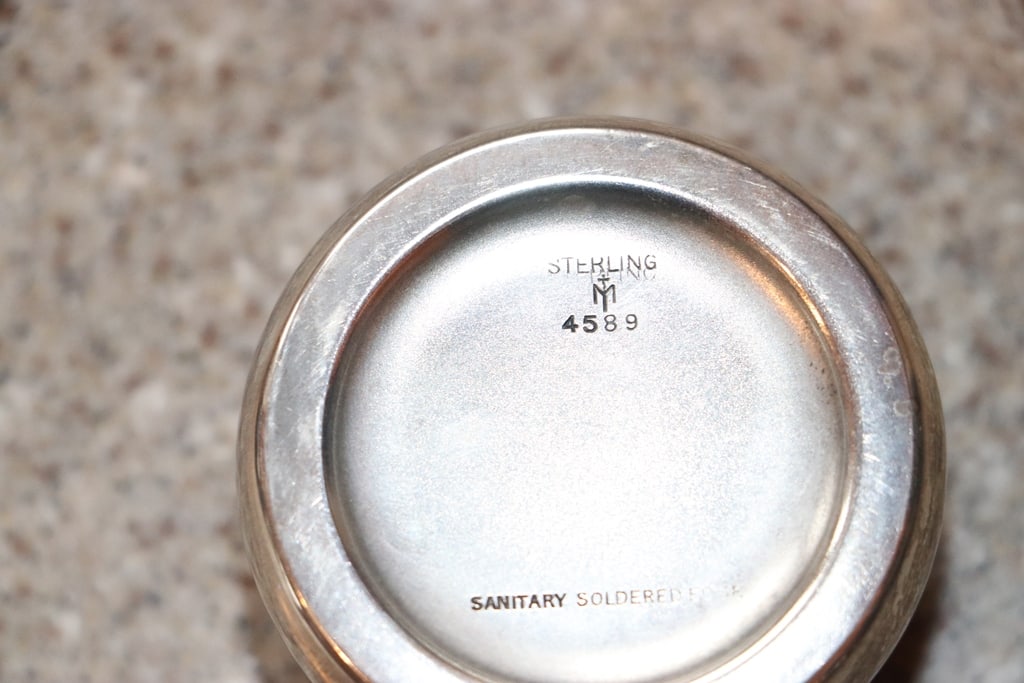 STERLING
M
4589
SANITARY SOLDERED